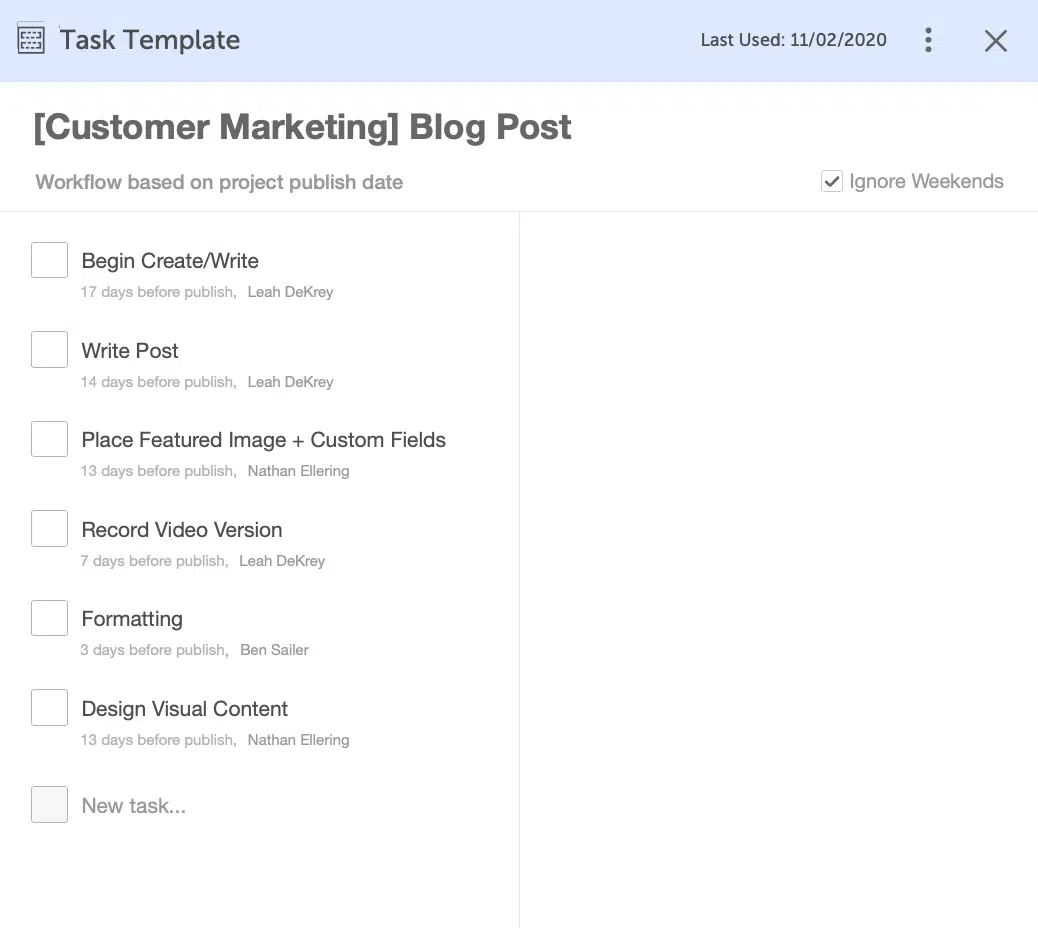 Task Template
Last Used: 11/02/2020
[Customer Marketing] Blog Post
Workflow based on project publish date
Ignore Weekends
Begin Create/Write
17 days before publish, Leah DeKrey
Write Post
14 days before publish, Leah DeKrey
Place Featured Image + Custom Fields
13 days before publish, Nathan Ellering
Record Video Version
7 days before publish, Leah DeKrey
Formatting
3 days before publish, Ben Sailer
Design Visual Content
13 days before publish, Nathan Ellering
New task...